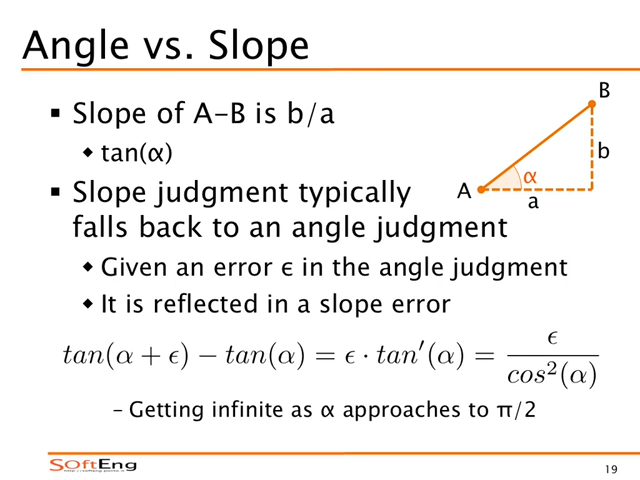 Angle vs. Slope
▪ Slope of A-B is b/a
◆ tan(α)
▪ Slope judgment typically
falls back to an angle judgment
◆ Given an error ϵ in the angle judgment
◆ It is reflected in a slope error
tan(α + ϵ) − tan(α) = ϵ · tan′(α) = ϵ / cos²(α)
– Getting infinite as α approaches to π/2
B
b
α
A
a
SOftEng
19